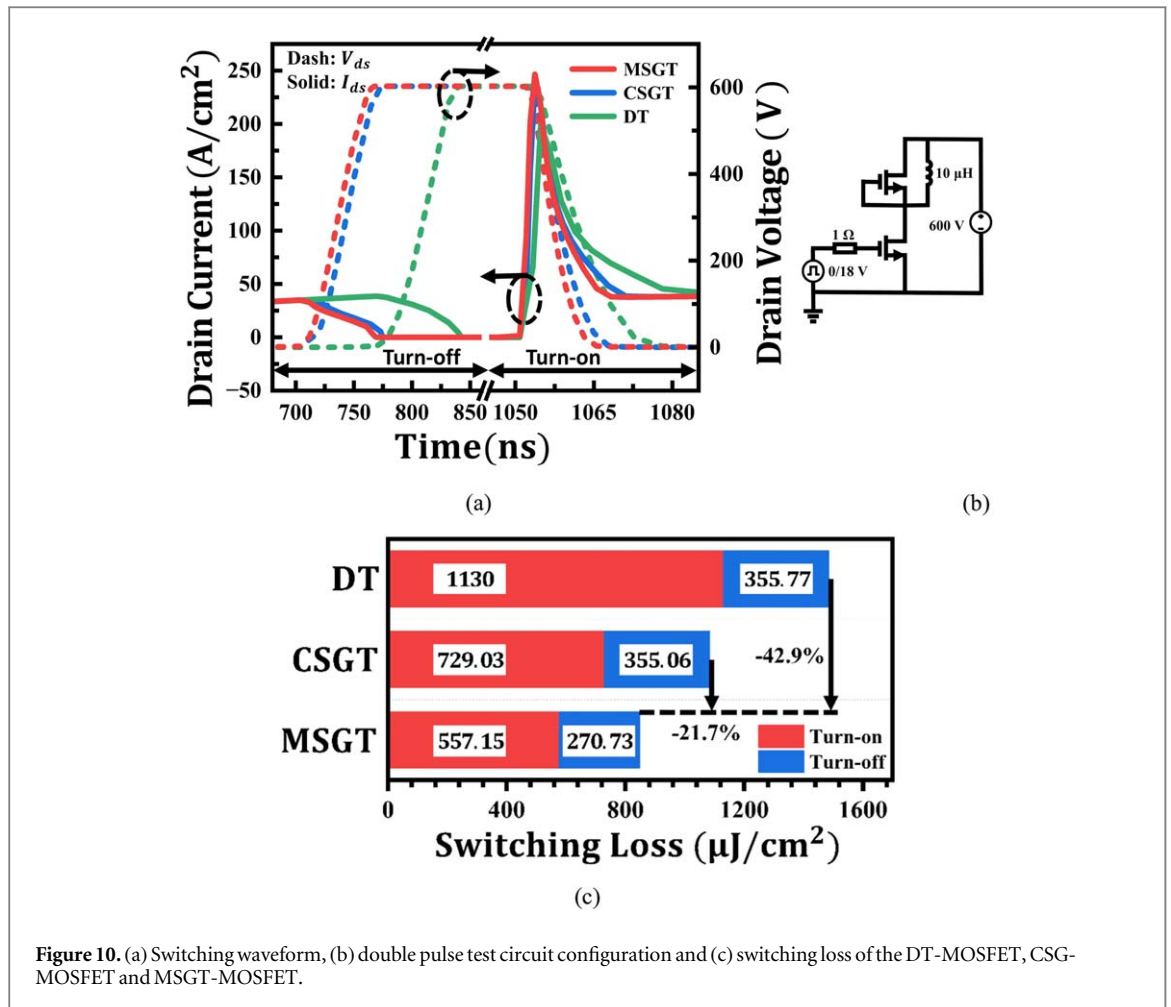 Dash: Vds
Solid: Ids
MSGT
CSGT
DT
Drain Current (A/cm²)
250
200
150
100
50
0
−50
Drain Voltage (V)
600
400
200
0
Turn-off
Turn-on
700 750 800 850 1050 1065 1080
Time(ns)
(a)
10 μH
1 Ω
600 V
0/18 V
(b)
DT
1130
355.77
CSGT
729.03
355.06
-42.9%
MSGT
557.15
270.73
-21.7%
Turn-on
Turn-off
0 400 800 1200 1600
Switching Loss (μJ/cm²)
(c)
Figure 10. (a) Switching waveform, (b) double pulse test circuit configuration and (c) switching loss of the DT-MOSFET, CSG-
MOSFET and MSGT-MOSFET.